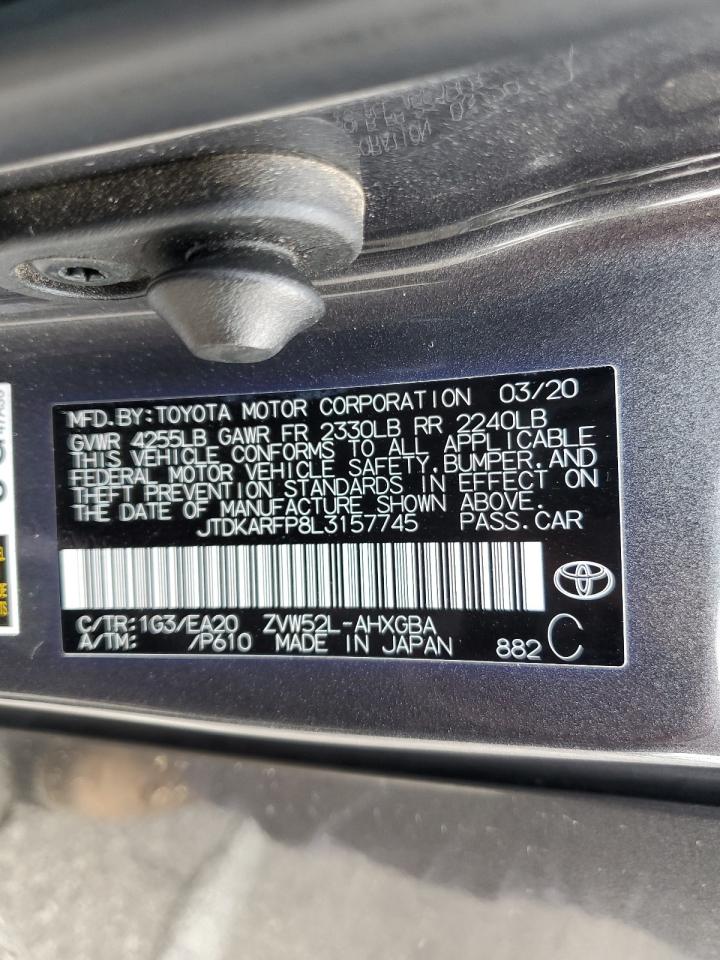 MFD.BY:TOYOTA MOTOR CORPORATION 03/20
GVWR 4255LB GAWR FR 2330LB RR 2240LB
THIS VEHICLE CONFORMS TO ALL APPLICABLE
FEDERAL MOTOR VEHICLE SAFETY,BUMPER,AND
THEFT PREVENTION STANDARDS IN EFFECT ON
THE DATE OF MANUFACTURE SHOWN ABOVE.
JTDKARFP8L3157745 PASS.CAR
C/TR:1G3/EA20 ZVW52L-AHXGBA
A/TM: /P610 MADE IN JAPAN 882 C